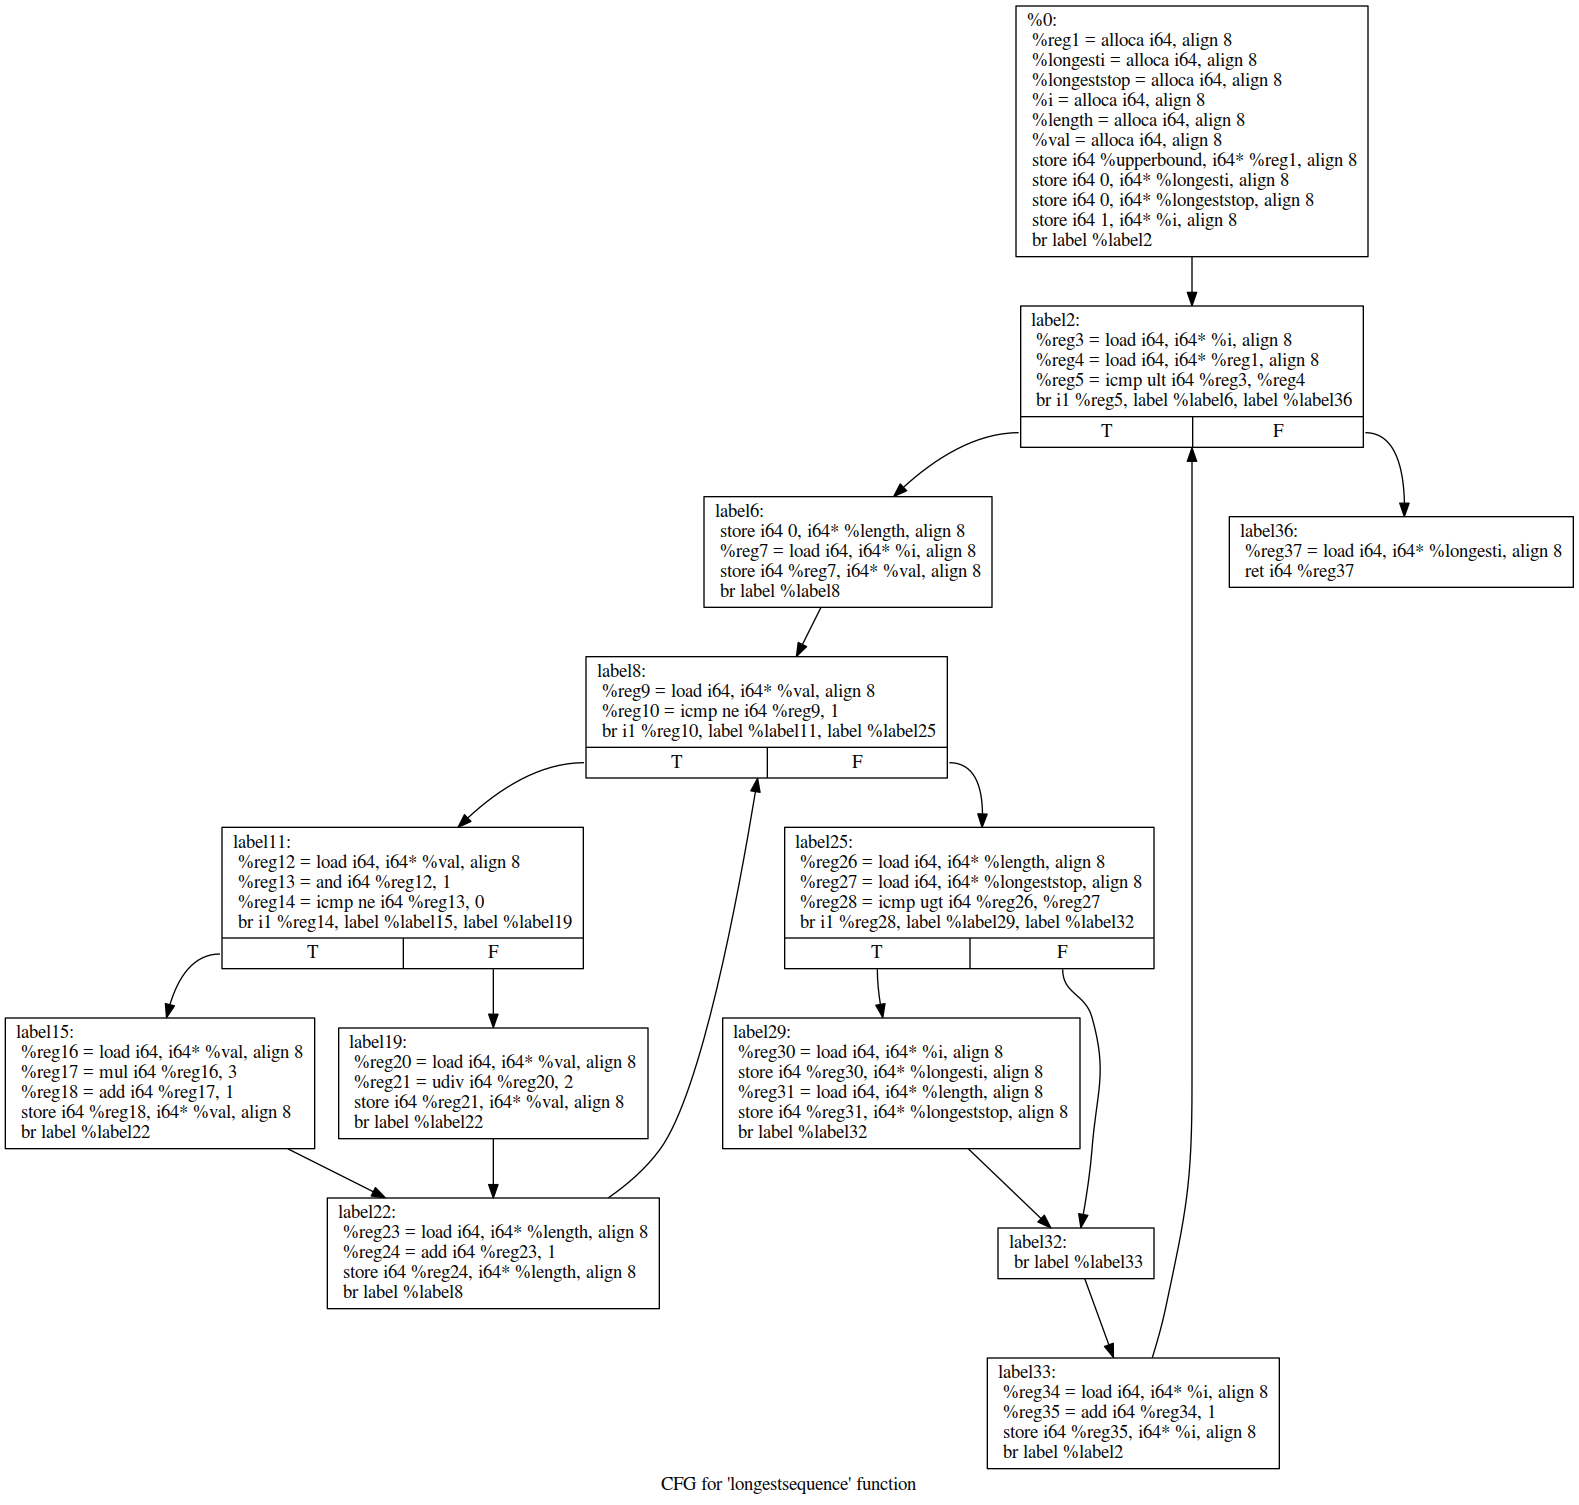 %0:
%reg1 = alloca i64, align 8
%longesti = alloca i64, align 8
%longeststop = alloca i64, align 8
%i = alloca i64, align 8
%length = alloca i64, align 8
%val = alloca i64, align 8
store i64 %upperbound, i64* %reg1, align 8
store i64 0, i64* %longesti, align 8
store i64 0, i64* %longeststop, align 8
store i64 1, i64* %i, align 8
br label %label2
label2:
%reg3 = load i64, i64* %i, align 8
%reg4 = load i64, i64* %reg1, align 8
%reg5 = icmp ult i64 %reg3, %reg4
br i1 %reg5, label %label6, label %label36
T
F
label6:
store i64 0, i64* %length, align 8
%reg7 = load i64, i64* %i, align 8
store i64 %reg7, i64* %val, align 8
br label %label8
label36:
%reg37 = load i64, i64* %longesti, align 8
ret i64 %reg37
label8:
%reg9 = load i64, i64* %val, align 8
%reg10 = icmp ne i64 %reg9, 1
br i1 %reg10, label %label11, label %label25
T
F
label11:
%reg12 = load i64, i64* %val, align 8
%reg13 = and i64 %reg12, 1
%reg14 = icmp ne i64 %reg13, 0
br i1 %reg14, label %label15, label %label19
T
F
label25:
%reg26 = load i64, i64* %length, align 8
%reg27 = load i64, i64* %longeststop, align 8
%reg28 = icmp ugt i64 %reg26, %reg27
br i1 %reg28, label %label29, label %label32
T
F
label15:
%reg16 = load i64, i64* %val, align 8
%reg17 = mul i64 %reg16, 3
%reg18 = add i64 %reg17, 1
store i64 %reg18, i64* %val, align 8
br label %label22
label19:
%reg20 = load i64, i64* %val, align 8
%reg21 = udiv i64 %reg20, 2
store i64 %reg21, i64* %val, align 8
br label %label22
label29:
%reg30 = load i64, i64* %i, align 8
store i64 %reg30, i64* %longesti, align 8
%reg31 = load i64, i64* %length, align 8
store i64 %reg31, i64* %longeststop, align 8
br label %label32
label22:
%reg23 = load i64, i64* %length, align 8
%reg24 = add i64 %reg23, 1
store i64 %reg24, i64* %length, align 8
br label %label8
label32:
br label %label33
label33:
%reg34 = load i64, i64* %i, align 8
%reg35 = add i64 %reg34, 1
store i64 %reg35, i64* %i, align 8
br label %label2
CFG for 'longestsequence' function